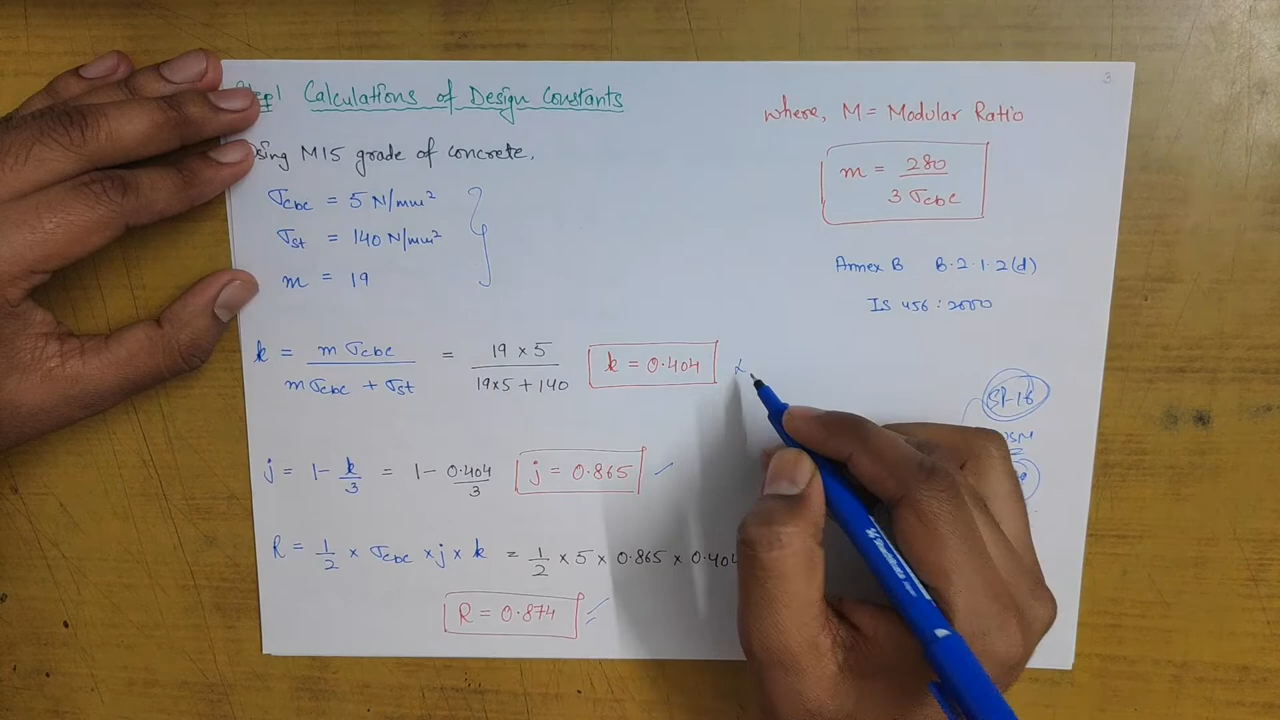 Step1 Calculations of Design Constants
Using M15 grade of concrete.
σcbc = 5 N/mm²
σst = 140 N/mm²
m = 19
k = m σcbc / m σcbc + σst = 19 × 5 / 19×5 + 140 k = 0.404
j = 1 - k/3 = 1 - 0.404/3 j = 0.865
R = 1/2 × σcbc × j × k = 1/2 × 5 × 0.865 × 0.404
R = 0.874
3
where, M = Modular Ratio
m = 280 / 3 σcbc
Annex B B.2.1.2(d)
IS 456 : 2000
SP-16